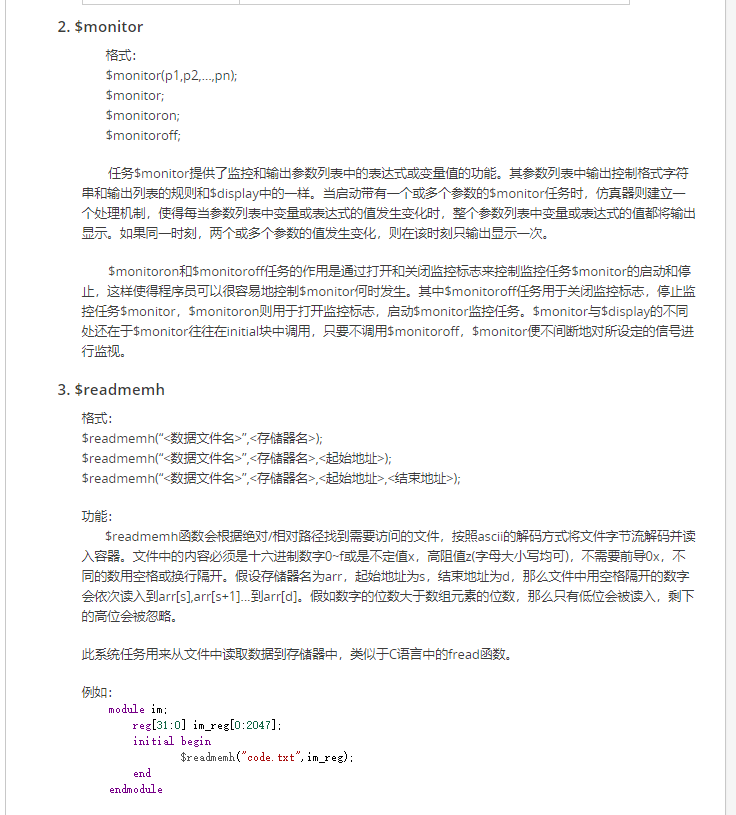 2. $monitor
格式：
$monitor(p1,p2,...,pn);
$monitor;
$monitoron;
$monitoroff;
任务$monitor提供了监控和输出参数列表中的表达式或变量值的功能。其参数列表中输出控制格式字符
串和输出列表的规则和$display中的一样。当启动带有一个或多个参数的$monitor任务时，仿真器则建立一
个处理机制，使得每当参数列表中变量或表达式的值发生变化时，整个参数列表中变量或表达式的值都将输出
显示。如果同一时刻，两个或多个参数的值发生变化，则在该时刻只输出显示一次。
$monitoron和$monitoroff任务的作用是通过打开和关闭监控标志来控制监控任务$monitor的启动和停
止，这样使得程序员可以很容易地控制$monitor何时发生。其中$monitoroff任务用于关闭监控标志，停止监
控任务$monitor，$monitoron则用于打开监控标志，启动$monitor监控任务。$monitor与$display的不同
处还在于$monitor往往在initial块中调用，只要不调用$monitoroff，$monitor便不间断地对所设定的信号进
行监视。
3. $readmemh
格式：
$readmemh(“<数据文件名>”,<存储器名>);
$readmemh(“<数据文件名>”,<存储器名>,<起始地址>);
$readmemh(“<数据文件名>”,<存储器名>,<起始地址>,<结束地址>);
功能：
$readmemh函数会根据绝对/相对路径找到需要访问的文件，按照ascii的解码方式将文件字节流解码并读
入容器。文件中的内容必须是十六进制数字0~f或是不定值x，高阻值z(字母大小写均可)，不需要前导0x，不
同的数用空格或换行隔开。假设存储器名为arr，起始地址为s，结束地址为d，那么文件中用空格隔开的数字
会依次读入到arr[s],arr[s+1]...到arr[d]。假如数字的位数大于数组元素的位数，那么只有低位会被读入，剩下
的高位会被忽略。
此系统任务用来从文件中读取数据到存储器中，类似于C语言中的fread函数。
例如：
module im;
reg[31:0] im_reg[0:2047];
initial begin
$readmemh("code.txt",im_reg);
end
endmodule